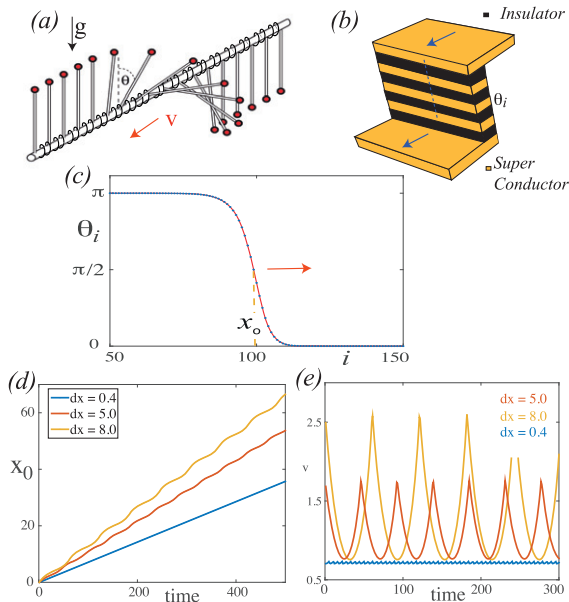 (a)
g
θ
v
(b)
Insulator
θi
Super
Conductor
(c)
π
θi
π/2
xo
0
50
100
i
150
(d)
60
dx = 0.4
dx = 5.0
dx = 8.0
40
X0
20
0
0
200
time
400
(e)
dx = 5.0
dx = 8.0
dx = 0.4
2.5
v
1.5
0.5
0
100
200
300
time